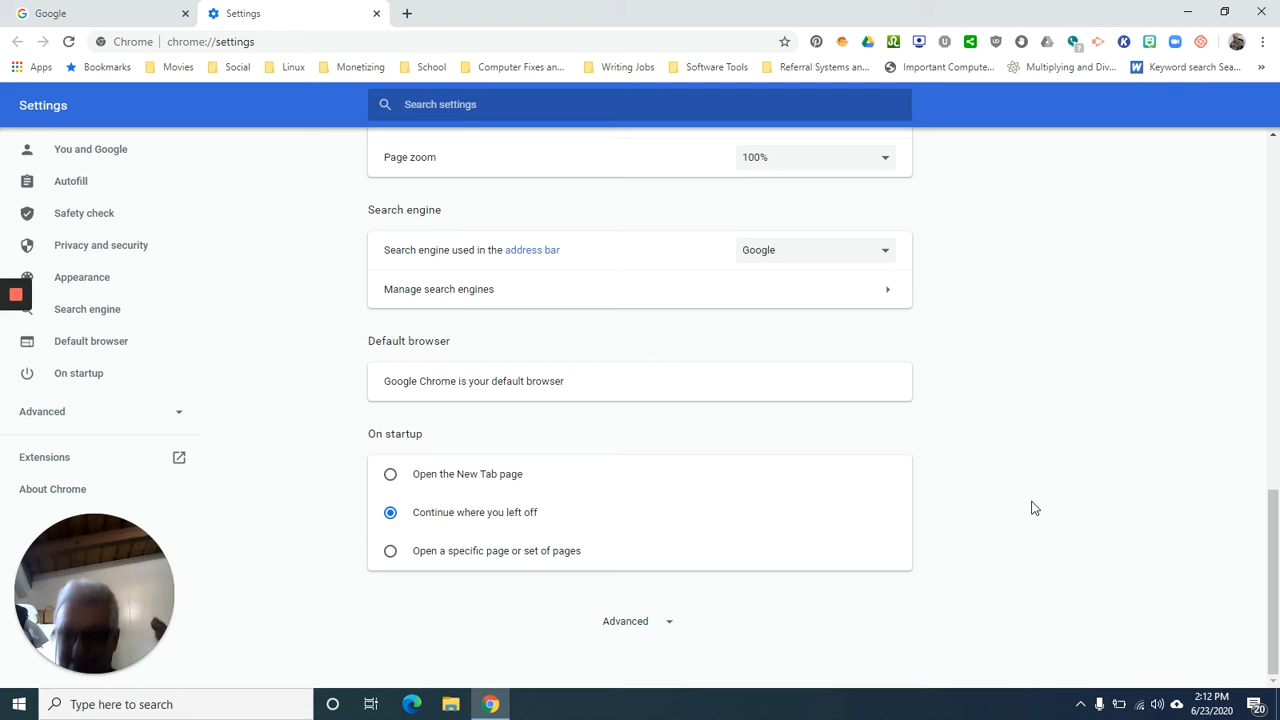 Google
Settings
Chrome | chrome://settings
Apps Bookmarks Movies Social Linux Monetizing School Computer Fixes an... Writing Jobs Software Tools Referral Systems an... Important Compute... Multiplying and Div... Keyword search Sea... »
Settings
Search settings
You and Google
Autofill
Safety check
Privacy and security
Appearance
Search engine
Default browser
On startup
Advanced
Extensions
About Chrome
Page zoom 100%
Search engine
Search engine used in the address bar Google
Manage search engines
Default browser
Google Chrome is your default browser
On startup
Open the New Tab page
Continue where you left off
Open a specific page or set of pages
Advanced
Type here to search
2:12 PM
6/23/2020
20